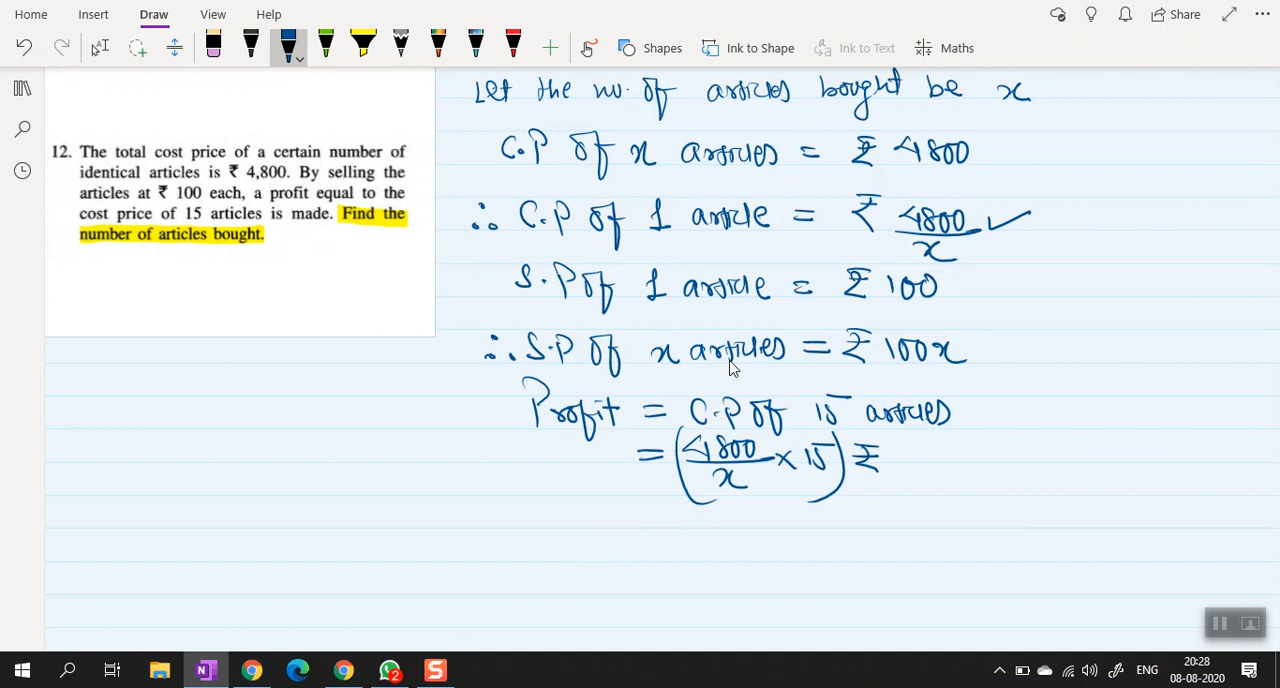 Home Insert Draw View Help
Share
Shapes Ink to Shape Ink to Text Maths
Let the no. of articles bought be x
12. The total cost price of a certain number of
identical articles is ₹ 4,800. By selling the
articles at ₹ 100 each, a profit equal to the
cost price of 15 articles is made. Find the
number of articles bought.
C.P of x articles = ₹ 4800
∴ C.P of 1 article = ₹ 4800/x ✓
S.P of 1 article = ₹ 100
∴ S.P of x articles = ₹ 100x
Profit = C.P of 15 articles
= (4800/x × 15) ₹
2
S
ENG
20:28
08-08-2020